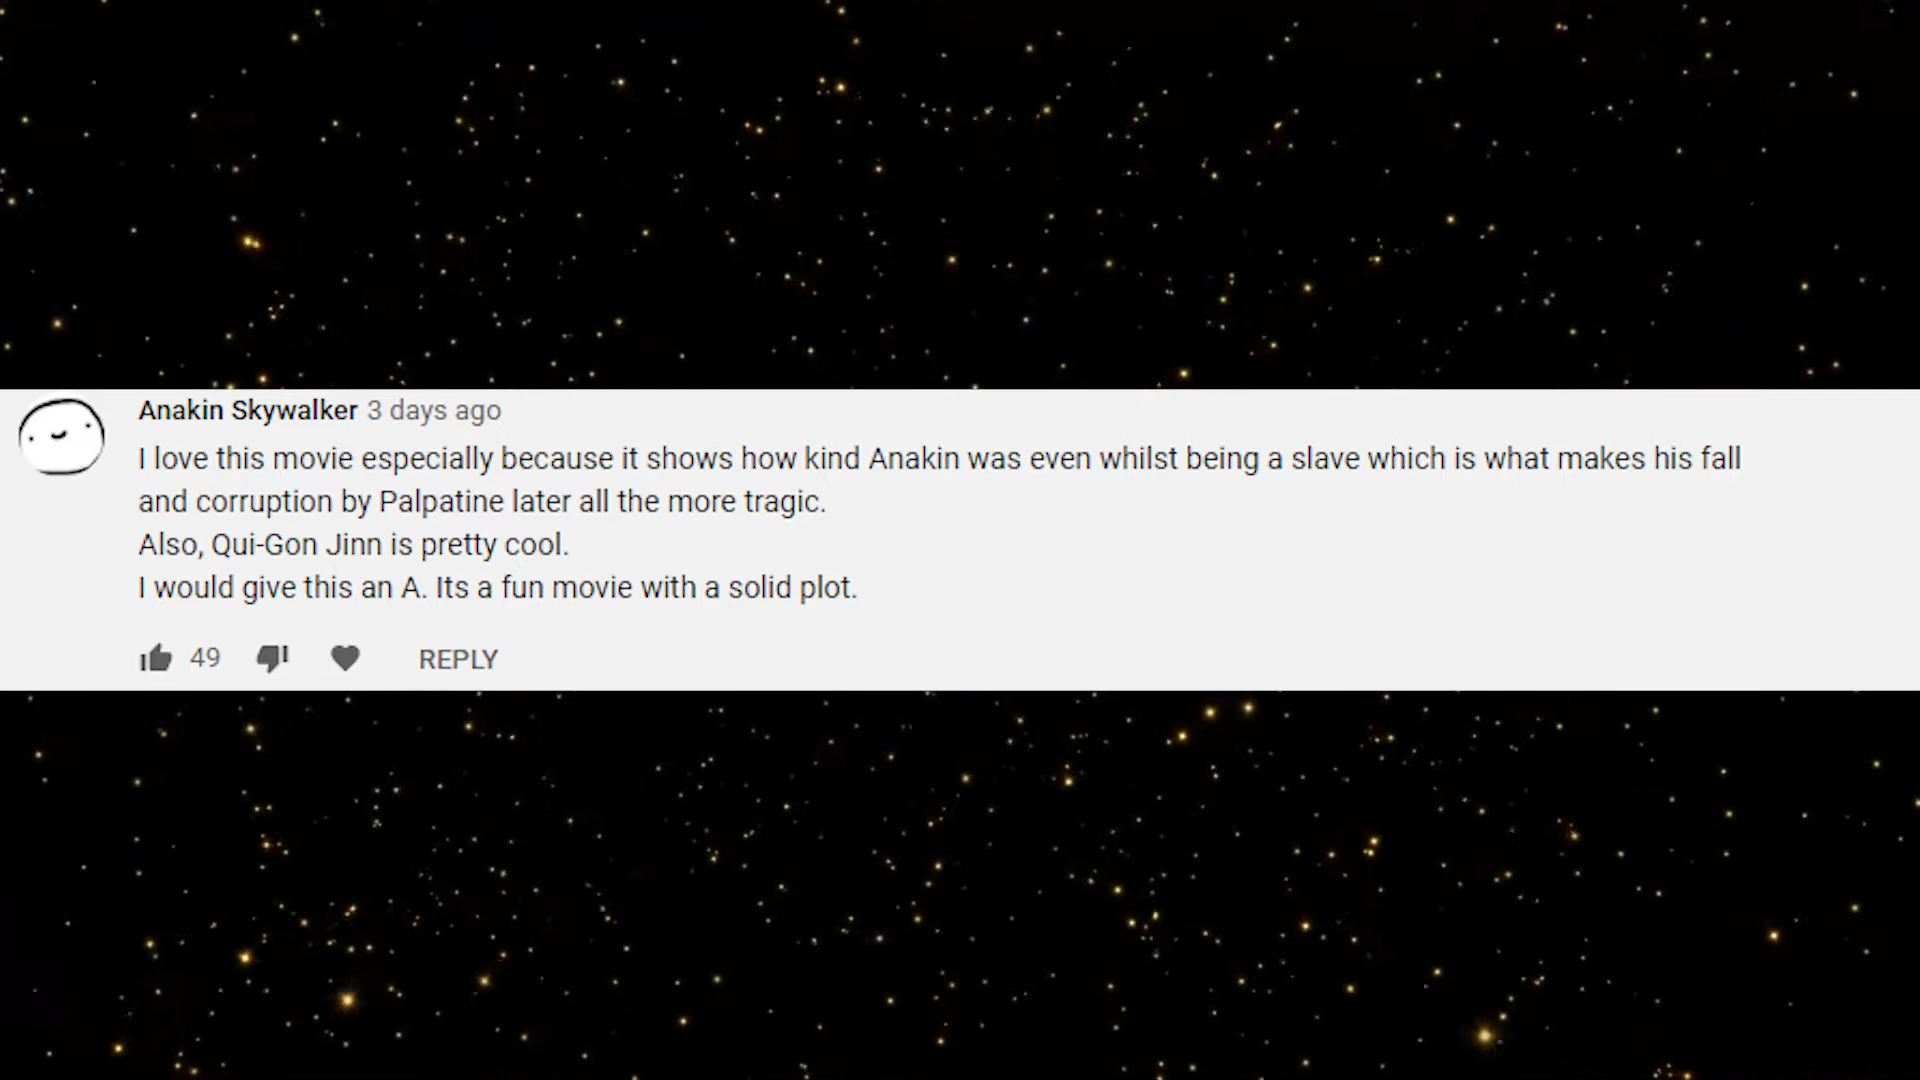 Anakin Skywalker 3 days ago
I love this movie especially because it shows how kind Anakin was even whilst being a slave which is what makes his fall
and corruption by Palpatine later all the more tragic.
Also, Qui-Gon Jinn is pretty cool.
I would give this an A. Its a fun movie with a solid plot.
49 REPLY